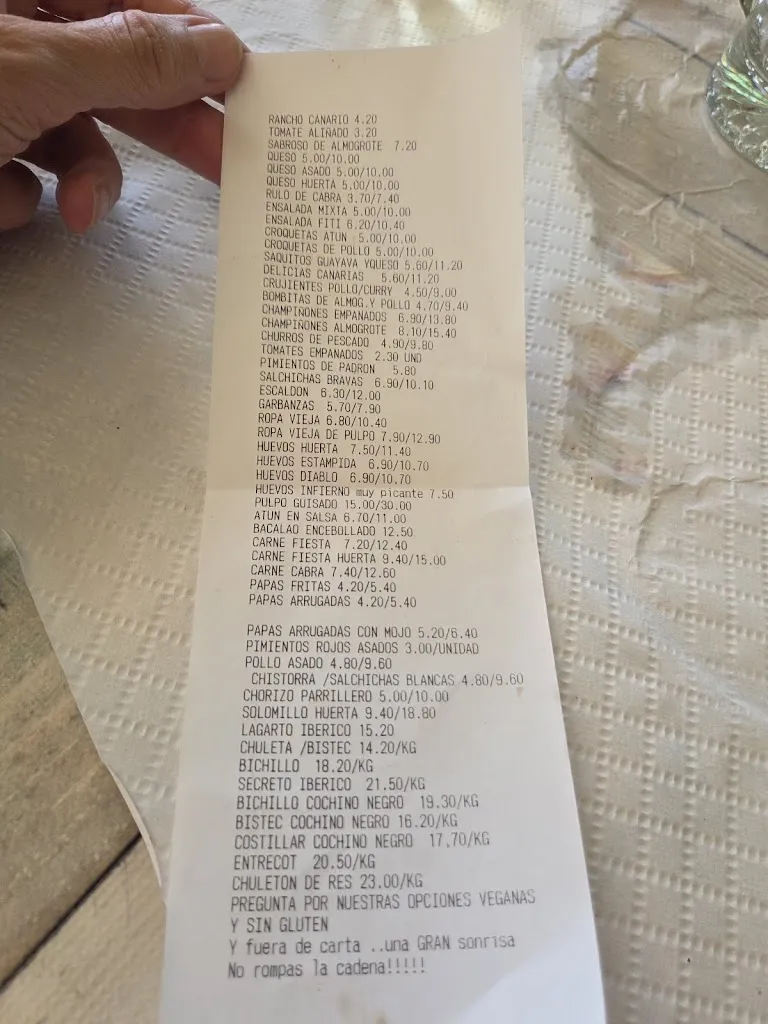 RANCHO CANARIO 4.20
TOMATE ALIÑADO 3.20
SABROSO DE ALMOGROTE 7.20
QUESO 5.00/10.00
QUESO ASADO 5.00/10.00
QUESO HUERTA 5.00/10.00
RULO DE CABRA 3.70/7.40
ENSALADA MIXTA 5.00/10.00
ENSALADA FITI 6.20/10.40
CROQUETAS ATUN 5.00/10.00
CROQUETAS DE POLLO 5.00/10.00
SAQUITOS GUAYAVA YQUESO 5.60/11.20
DELICIAS CANARIAS 5.60/11.20
CRUJIENTES POLLO/CURRY 4.50/9.00
BOMBITAS DE ALMOG.Y POLLO 4.70/9.40
CHAMPIÑONES EMPANADOS 6.90/13.80
CHAMPIÑONES ALMOGROTE 8.10/15.40
CHURROS DE PESCADO 4.90/9.80
TOMATES EMPANADOS 2.30 UND
PIMIENTOS DE PADRON 5.80
SALCHICHAS BRAVAS 6.90/10.10
ESCALDON 6.30/12.00
GARBANZAS 5.70/7.90
ROPA VIEJA 6.80/10.40
ROPA VIEJA DE PULPO 7.90/12.90
HUEVOS HUERTA 7.50/11.40
HUEVOS ESTAMPIDA 6.90/10.70
HUEVOS DIABLO 6.90/10.70
HUEVOS INFIERNO muy picante 7.50
PULPO GUISADO 15.00/30.00
ATUN EN SALSA 6.70/11.00
BACALAO ENCEBOLLADO 12.50
CARNE FIESTA 7.20/12.40
CARNE FIESTA HUERTA 9.40/15.00
CARNE CABRA 7.40/12.60
PAPAS FRITAS 4.20/5.40
PAPAS ARRUGADAS 4.20/5.40
PAPAS ARRUGADAS CON MOJO 5.20/6.40
PIMIENTOS ROJOS ASADOS 3.00/UNIDAD
POLLO ASADO 4.80/9.60
CHISTORRA /SALCHICHAS BLANCAS 4.80/9.60
CHORIZO PARRILLERO 5.00/10.00
SOLOMILLO HUERTA 9.40/18.80
LAGARTO IBERICO 15.20
CHULETA /BISTEC 14.20/KG
BICHILLO 18.20/KG
SECRETO IBERICO 21.50/KG
BICHILLO COCHINO NEGRO 19.30/KG
BISTEC COCHINO NEGRO 16.20/KG
COSTILLAR COCHINO NEGRO 17.70/KG
ENTRECOT 20.50/KG
CHULETON DE RES 23.00/KG
PREGUNTA POR NUESTRAS OPCIONES VEGANAS
Y SIN GLUTEN
Y fuera de carta ..una GRAN sonrisa
No rompas la cadena!!!!!